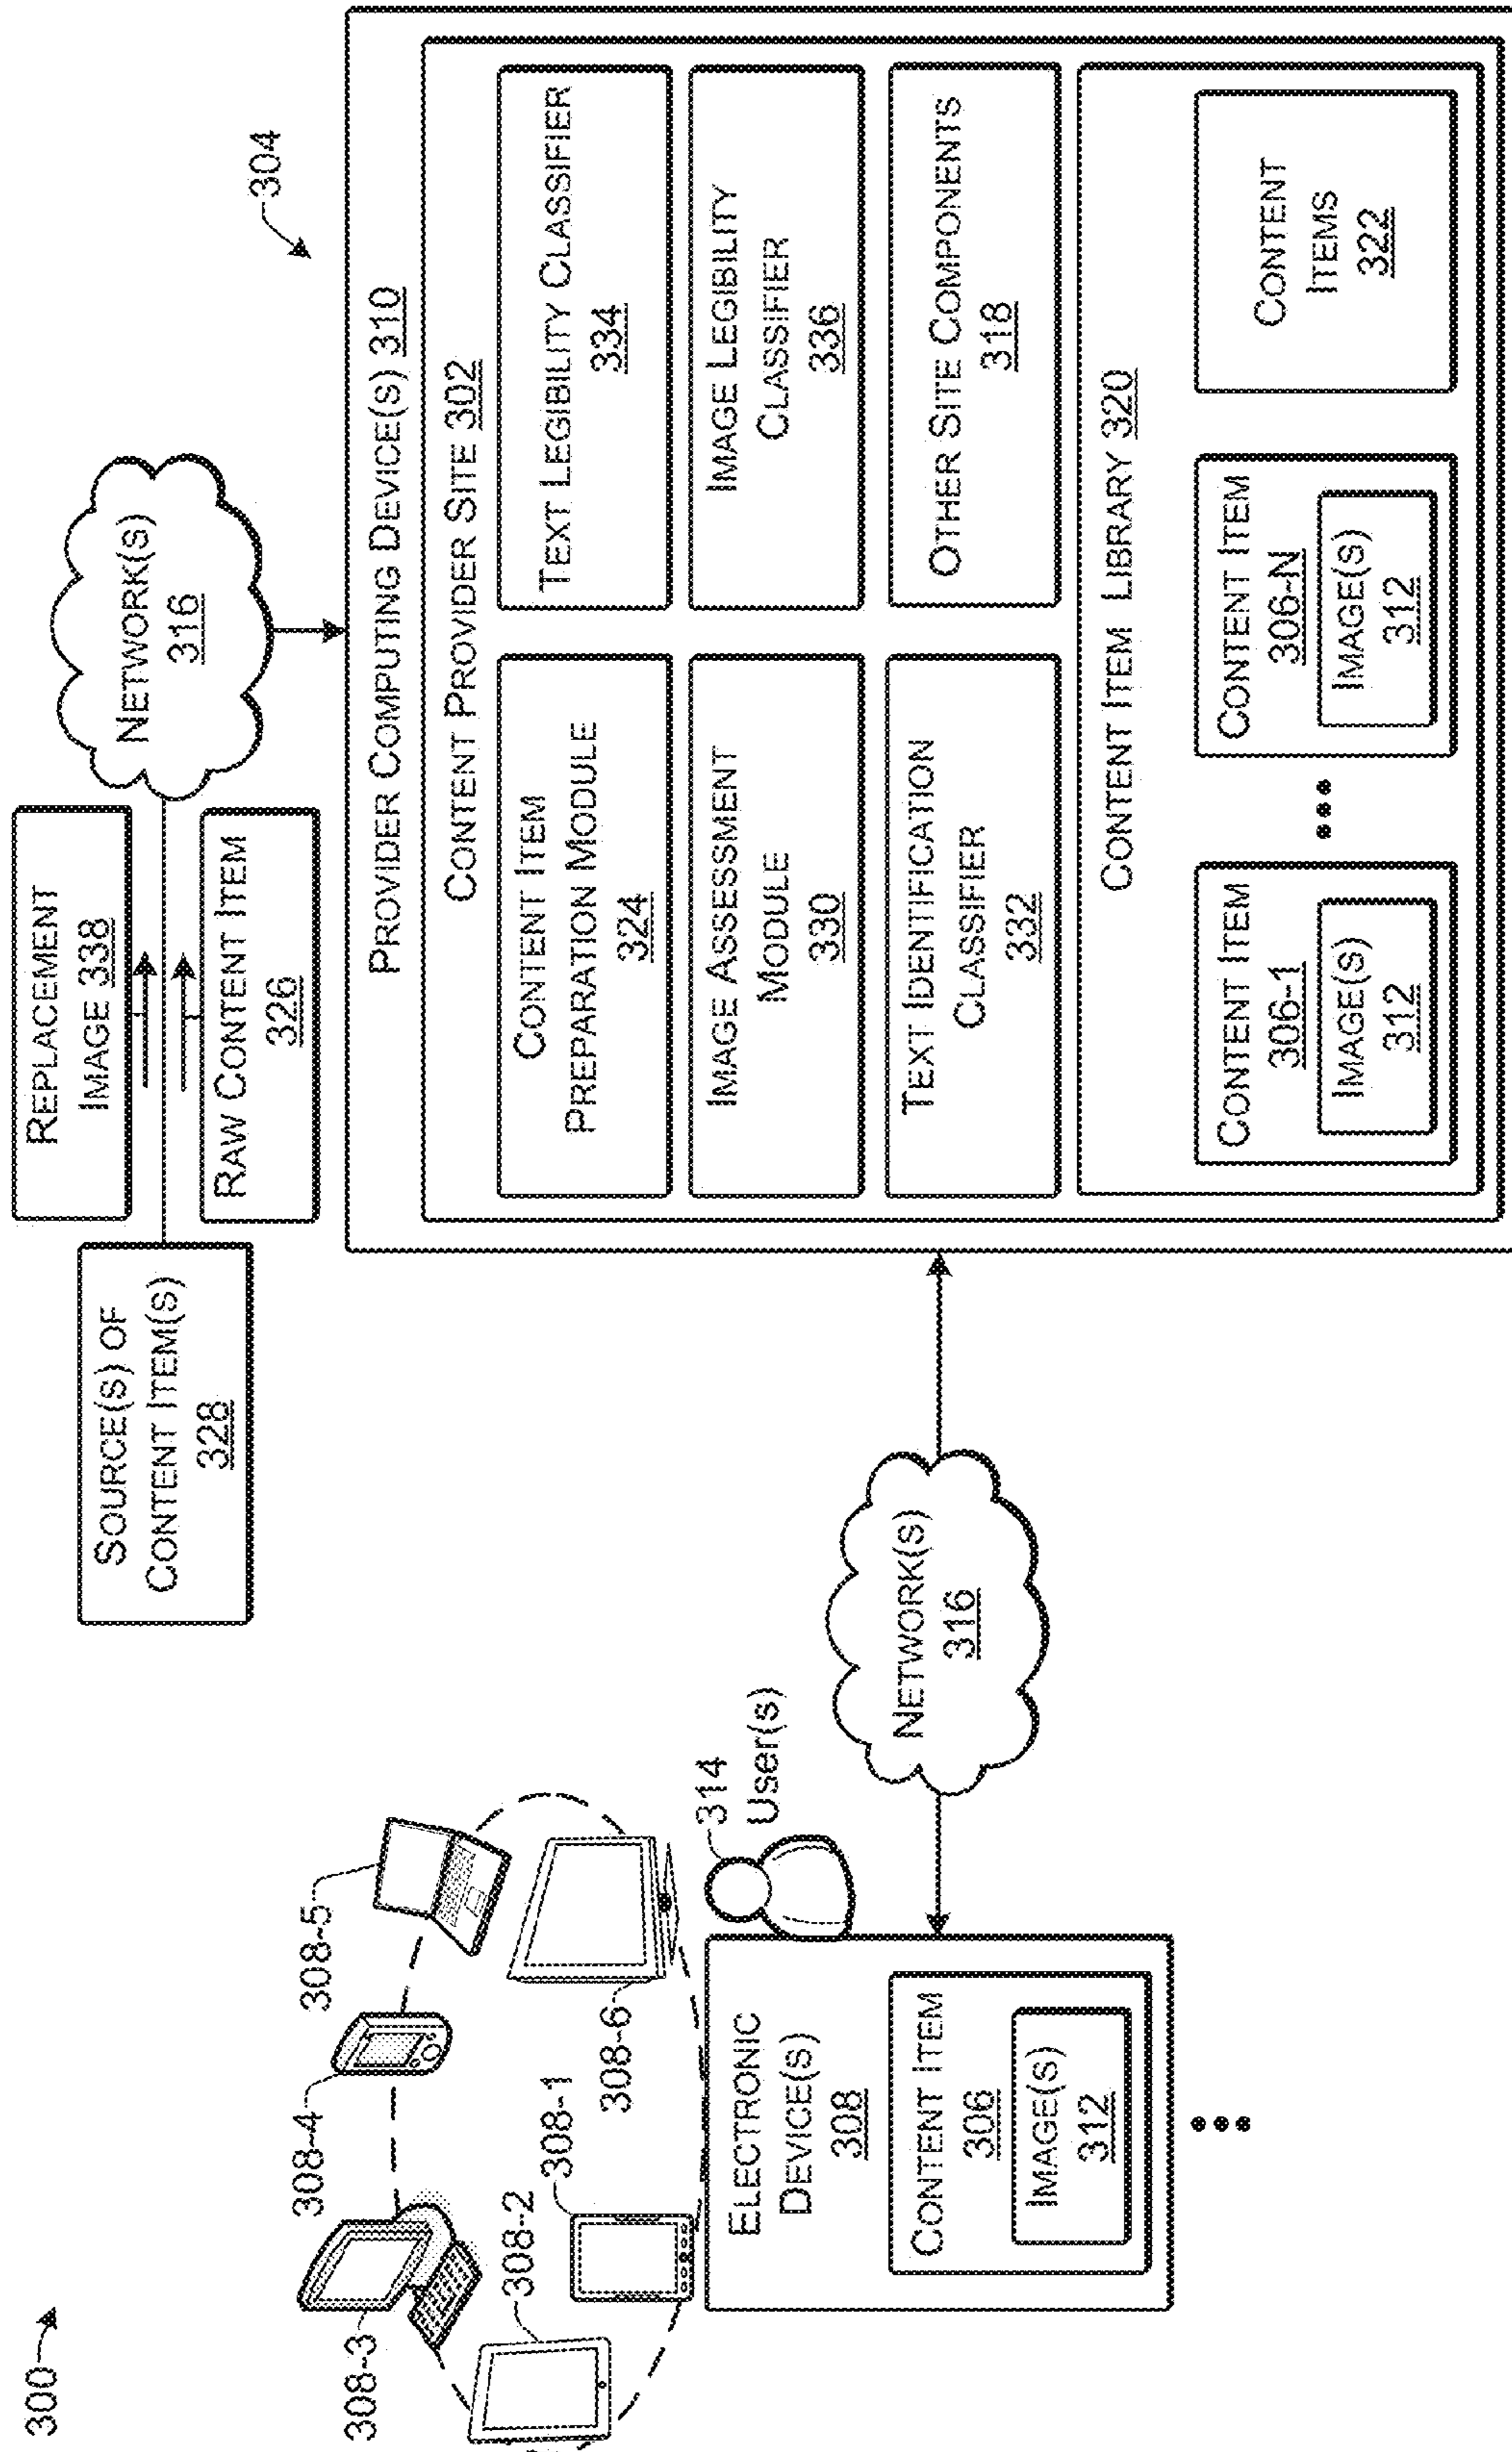 300
308-3
308-4
308-5
308-2
308-1
308-6
314
User(s)
ELECTRONIC
DEVICE(S)
308
CONTENT ITEM
306
IMAGE(S)
312
NETWORK(S)
316
SOURCE(S) OF
CONTENT ITEM(S)
328
REPLACEMENT
IMAGE 338
RAW CONTENT ITEM
326
NETWORK(S)
316
304
PROVIDER COMPUTING DEVICE(S) 310
CONTENT PROVIDER SITE 302
CONTENT ITEM
PREPARATION MODULE
324
TEXT LEGIBILITY CLASSIFIER
334
IMAGE ASSESSMENT
MODULE
330
IMAGE LEGIBILITY
CLASSIFIER
336
TEXT IDENTIFICATION
CLASSIFIER
332
OTHER SITE COMPONENTS
318
CONTENT ITEM LIBRARY 320
CONTENT ITEM
306-1
IMAGE(S)
312
CONTENT ITEM
306-N
IMAGE(S)
312
CONTENT
ITEMS
322